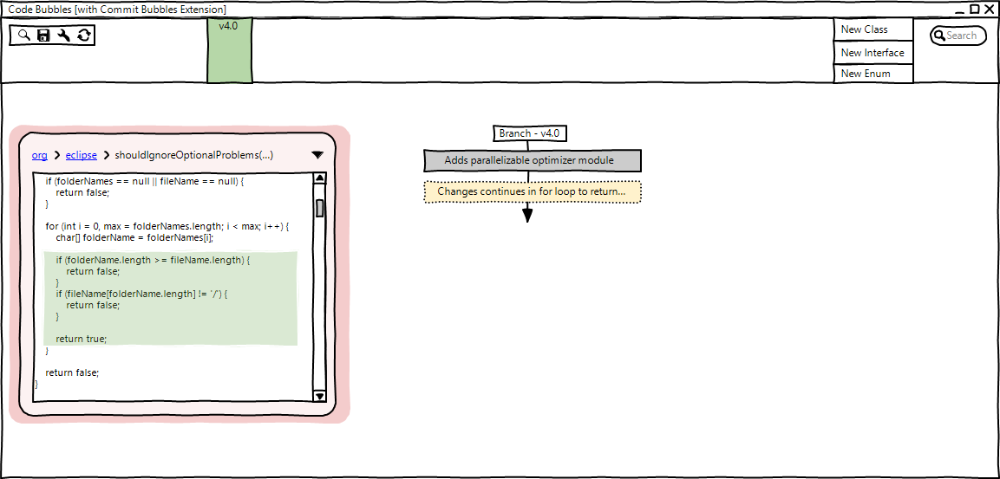 Code Bubbles [with Commit Bubbles Extension]
v4.0
New Class
New Interface
New Enum
Search
org > eclipse > shouldIgnoreOptionalProblems(...)
if (folderNames == null || fileName == null) {
return false;
}
for (int i = 0, max = folderNames.length; i < max; i++) {
char[] folderName = folderNames[i];
if (folderName.length >= fileName.length) {
return false;
}
if (fileName[folderName.length] != '/') {
return false;
}
return true;
}
return false;
}
Branch - v4.0
Adds parallelizable optimizer module
Changes continues in for loop to return...